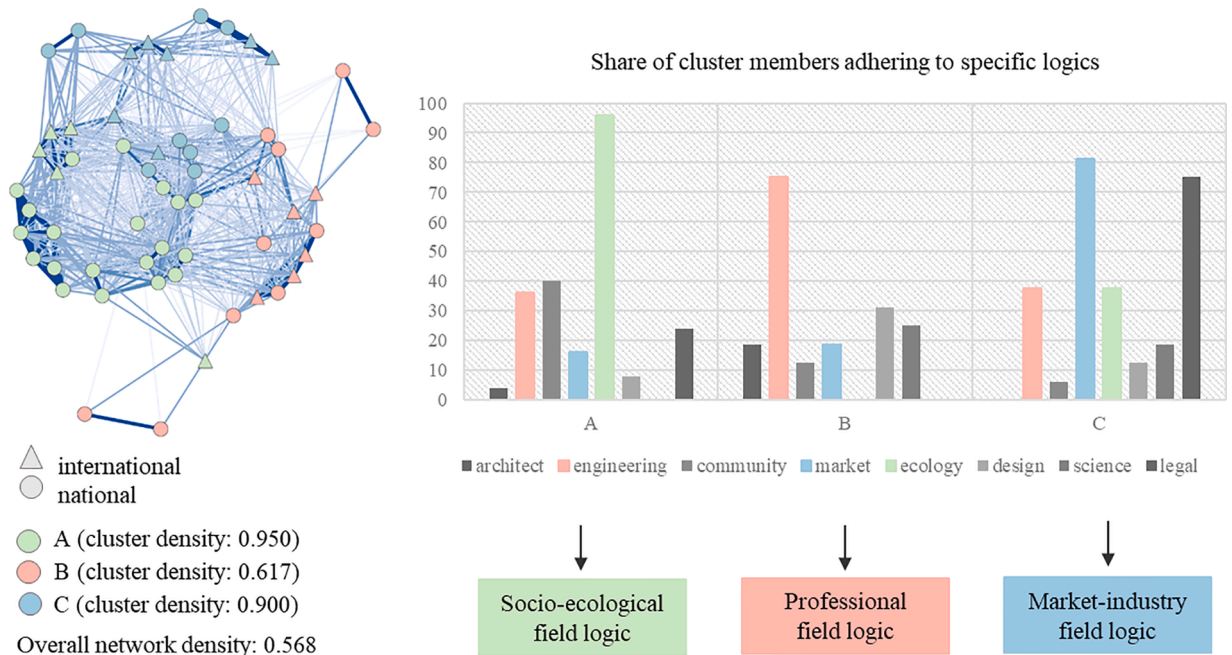 Share of cluster members adhering to specific logics
100
90
80
70
60
50
40
30
20
10
0
A
B
C
architect
engineering
community
market
ecology
design
science
legal
international
national
A (cluster density: 0.950)
B (cluster density: 0.617)
C (cluster density: 0.900)
Overall network density: 0.568
Socio-ecological
field logic
Professional
field logic
Market-industry
field logic